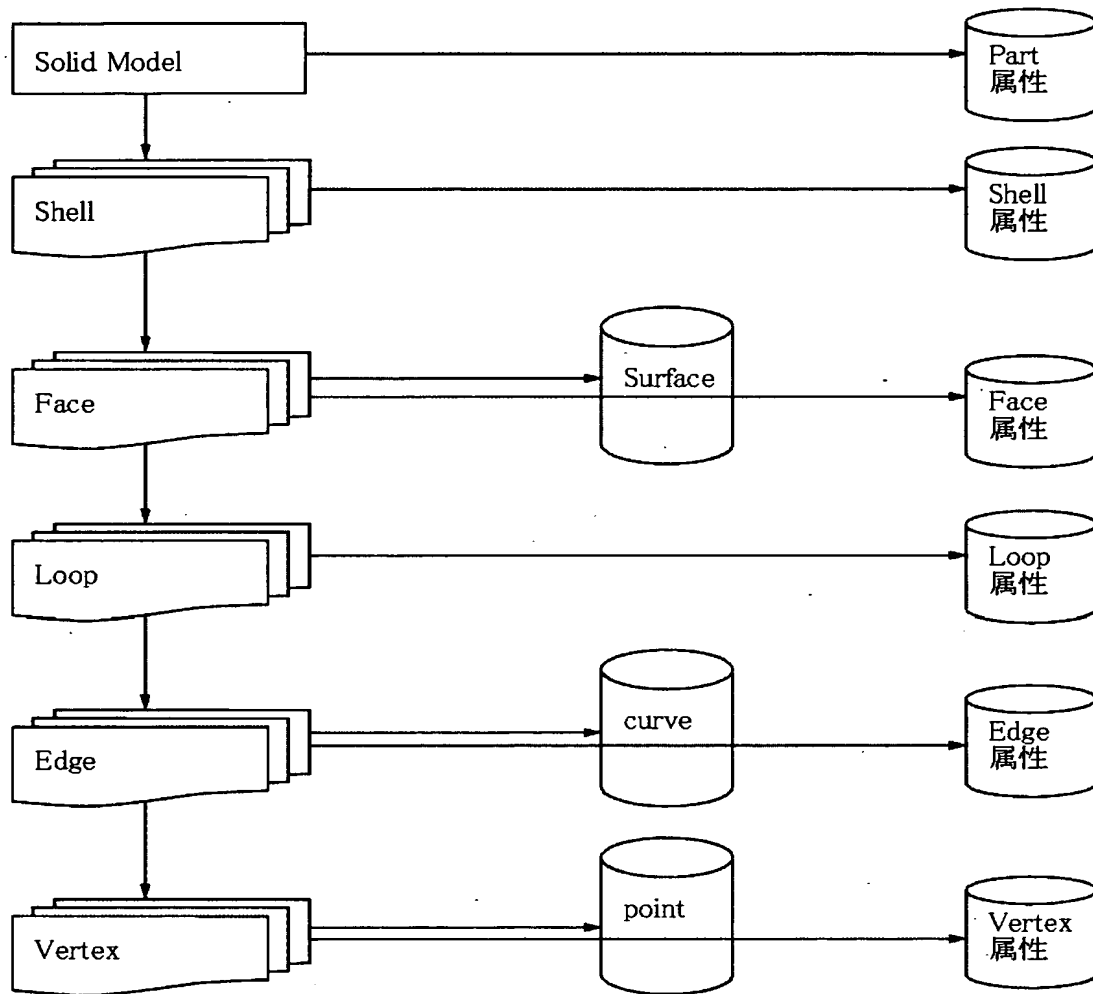 Solid Model
Part
属性
Shell
Shell
属性
Face
Surface
Face
属性
Loop
Loop
属性
Edge
curve
Edge
属性
Vertex
point
Vertex
属性